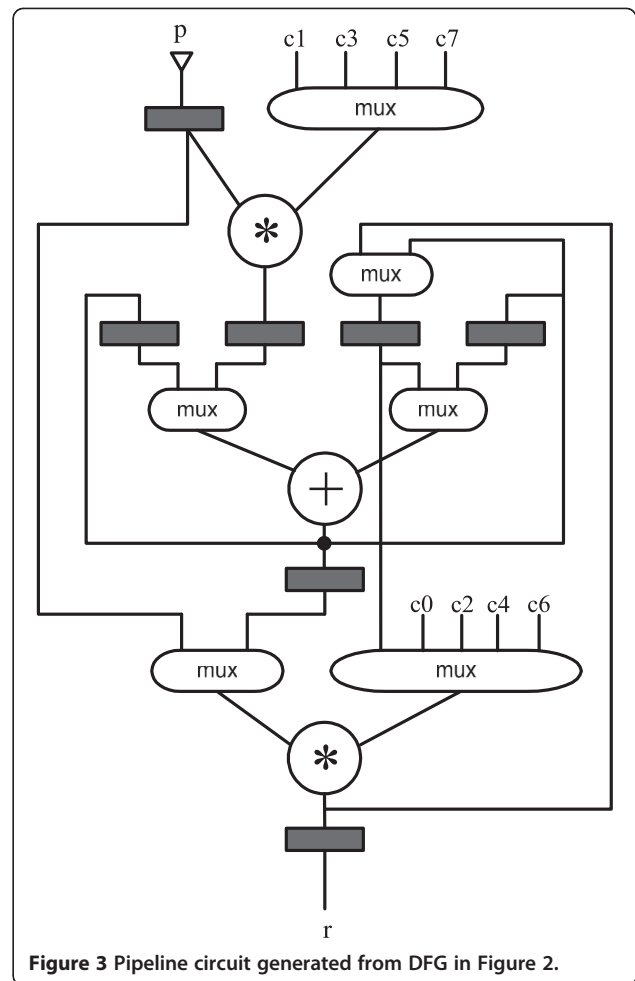 p
c1 c3 c5 c7
mux
*
mux
mux mux
+
c0 c2 c4 c6
mux mux
*
r
Figure 3 Pipeline circuit generated from DFG in Figure 2.